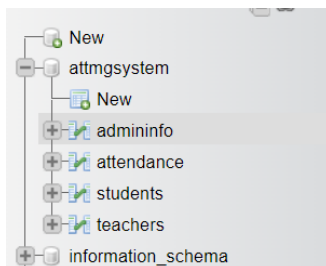 New
attmgsystem
New
admininfo
attendance
students
teachers
information_schema